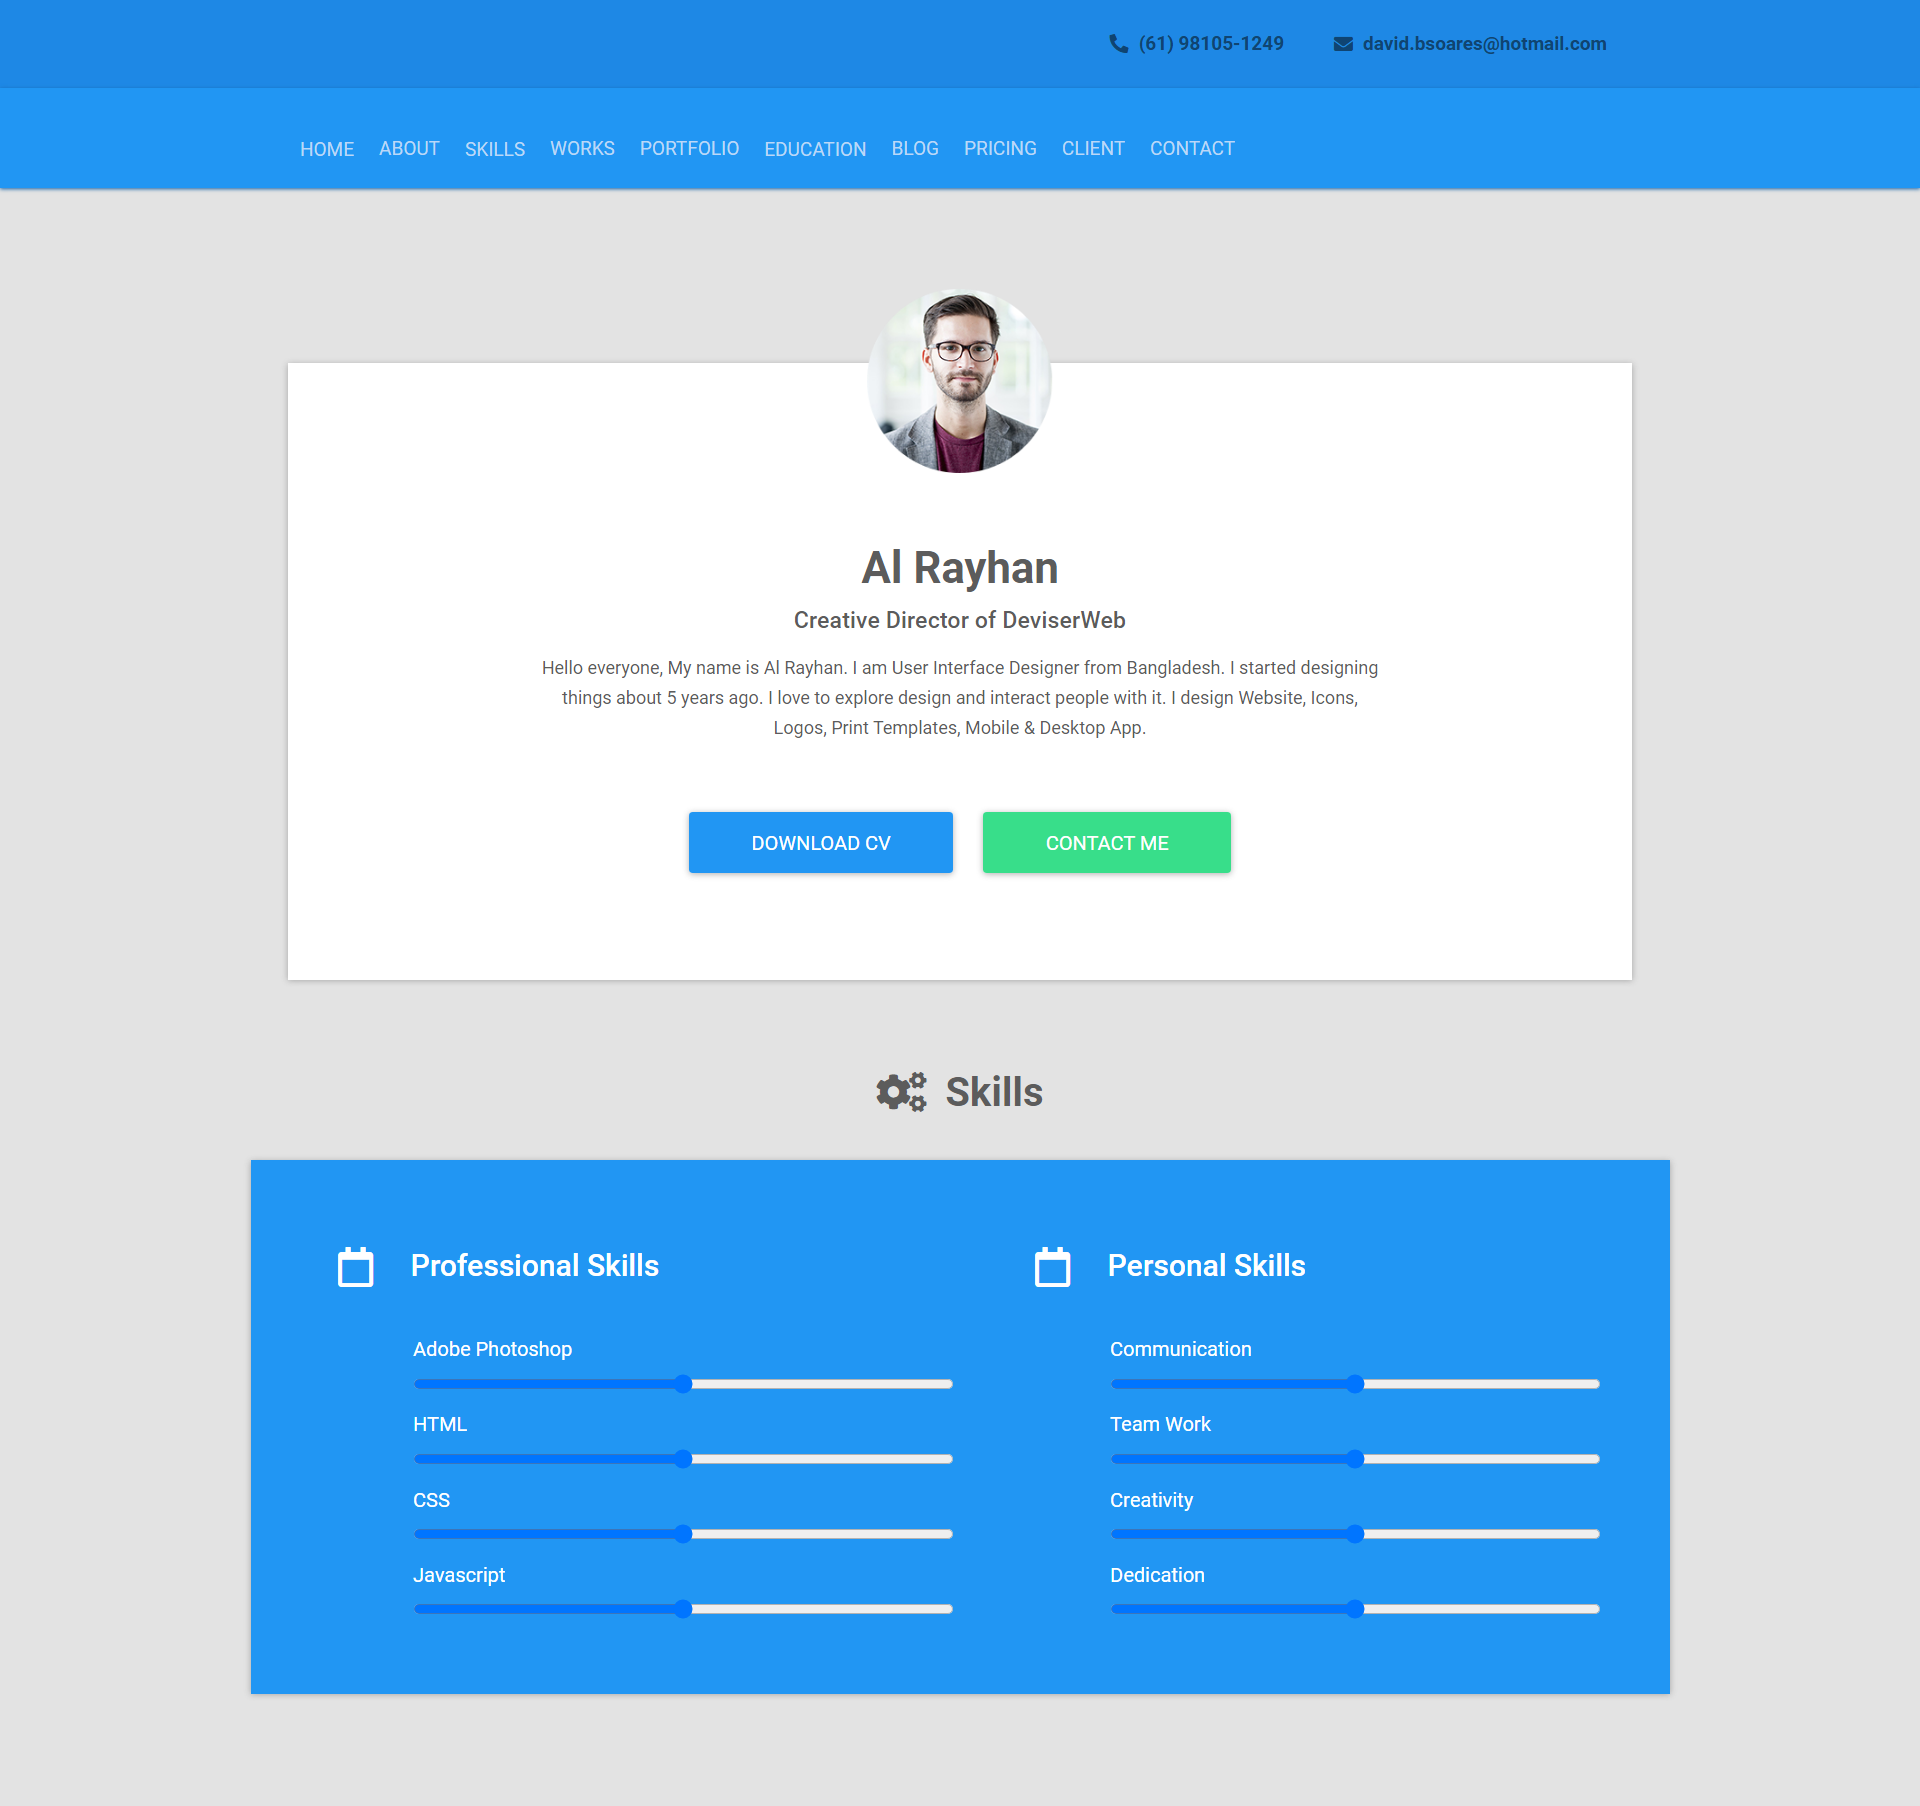 (61) 98105-1249 david.bsoares@hotmail.com
HOME ABOUT SKILLS WORKS PORTFOLIO EDUCATION BLOG PRICING CLIENT CONTACT
Al Rayhan
Creative Director of DeviserWeb
Hello everyone, My name is Al Rayhan. I am User Interface Designer from Bangladesh. I started designing
things about 5 years ago. I love to explore design and interact people with it. I design Website, Icons,
Logos, Print Templates, Mobile & Desktop App.
DOWNLOAD CV CONTACT ME
Skills
Professional Skills
Adobe Photoshop
HTML
CSS
Javascript
Personal Skills
Communication
Team Work
Creativity
Dedication